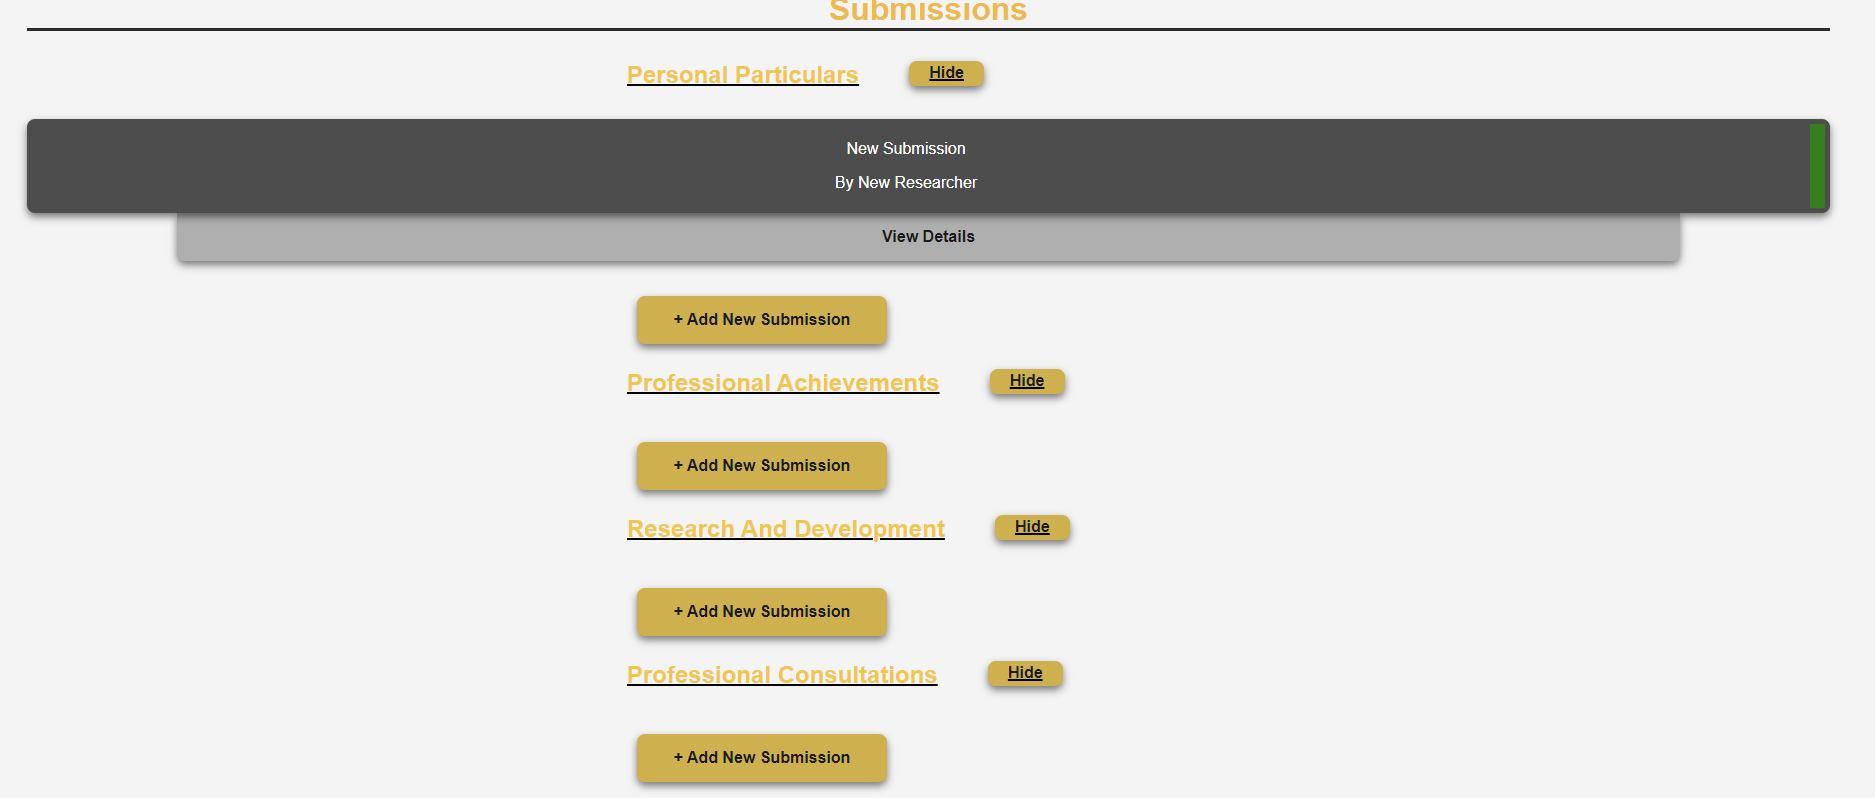 Submissions
Personal Particulars Hide
New Submission
By New Researcher
View Details
+ Add New Submission
Professional Achievements Hide
+ Add New Submission
Research And Development Hide
+ Add New Submission
Professional Consultations Hide
+ Add New Submission